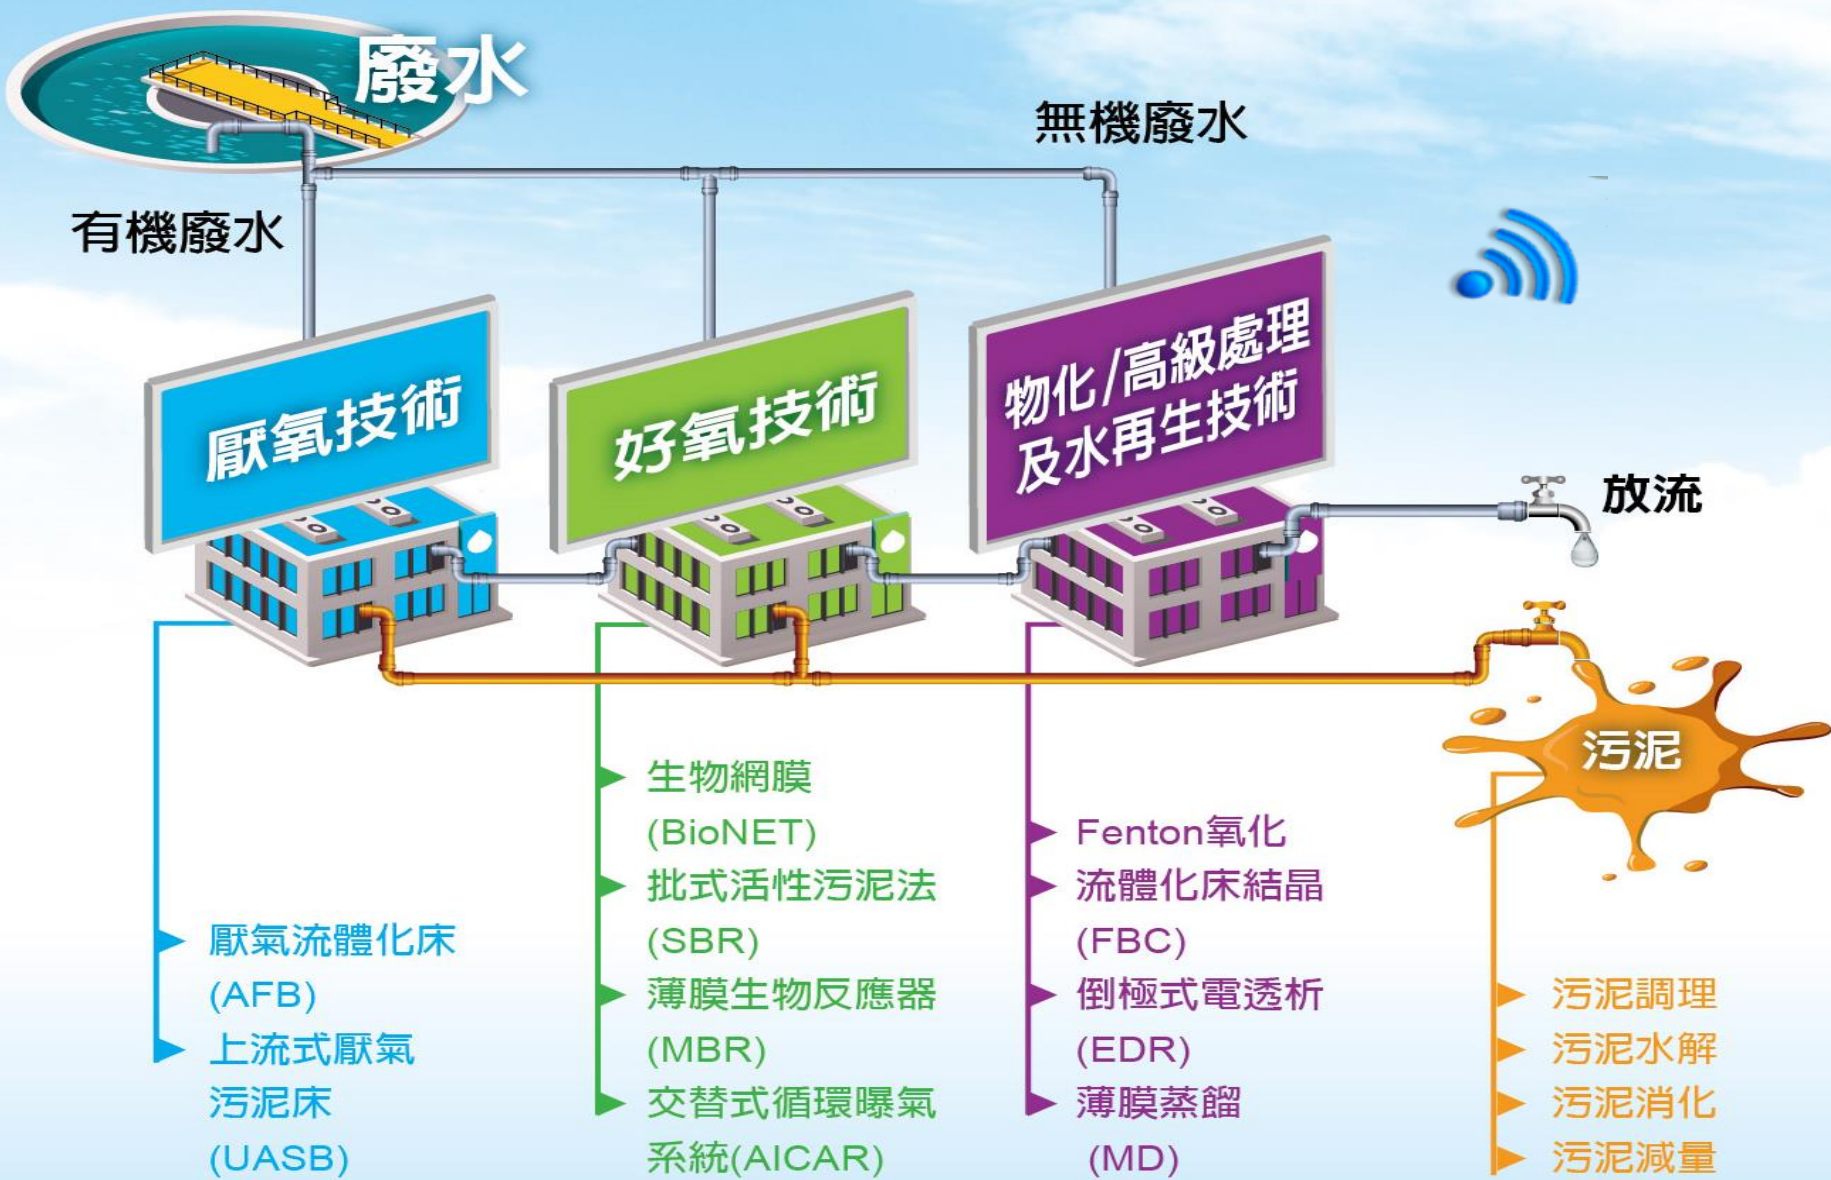 廢水
無機廢水
有機廢水
厭氧技術
好氧技術
物化/高級處理
及水再生技術
放流
污泥
厭氣流體化床
(AFB)
上流式厭氣
污泥床
(UASB)
生物網膜
(BioNET)
批式活性污泥法
(SBR)
薄膜生物反應器
(MBR)
交替式循環曝氣
系統(AICAR)
Fenton氧化
流體化床結晶
(FBC)
倒極式電透析
(EDR)
薄膜蒸餾
(MD)
污泥調理
污泥水解
污泥消化
污泥減量